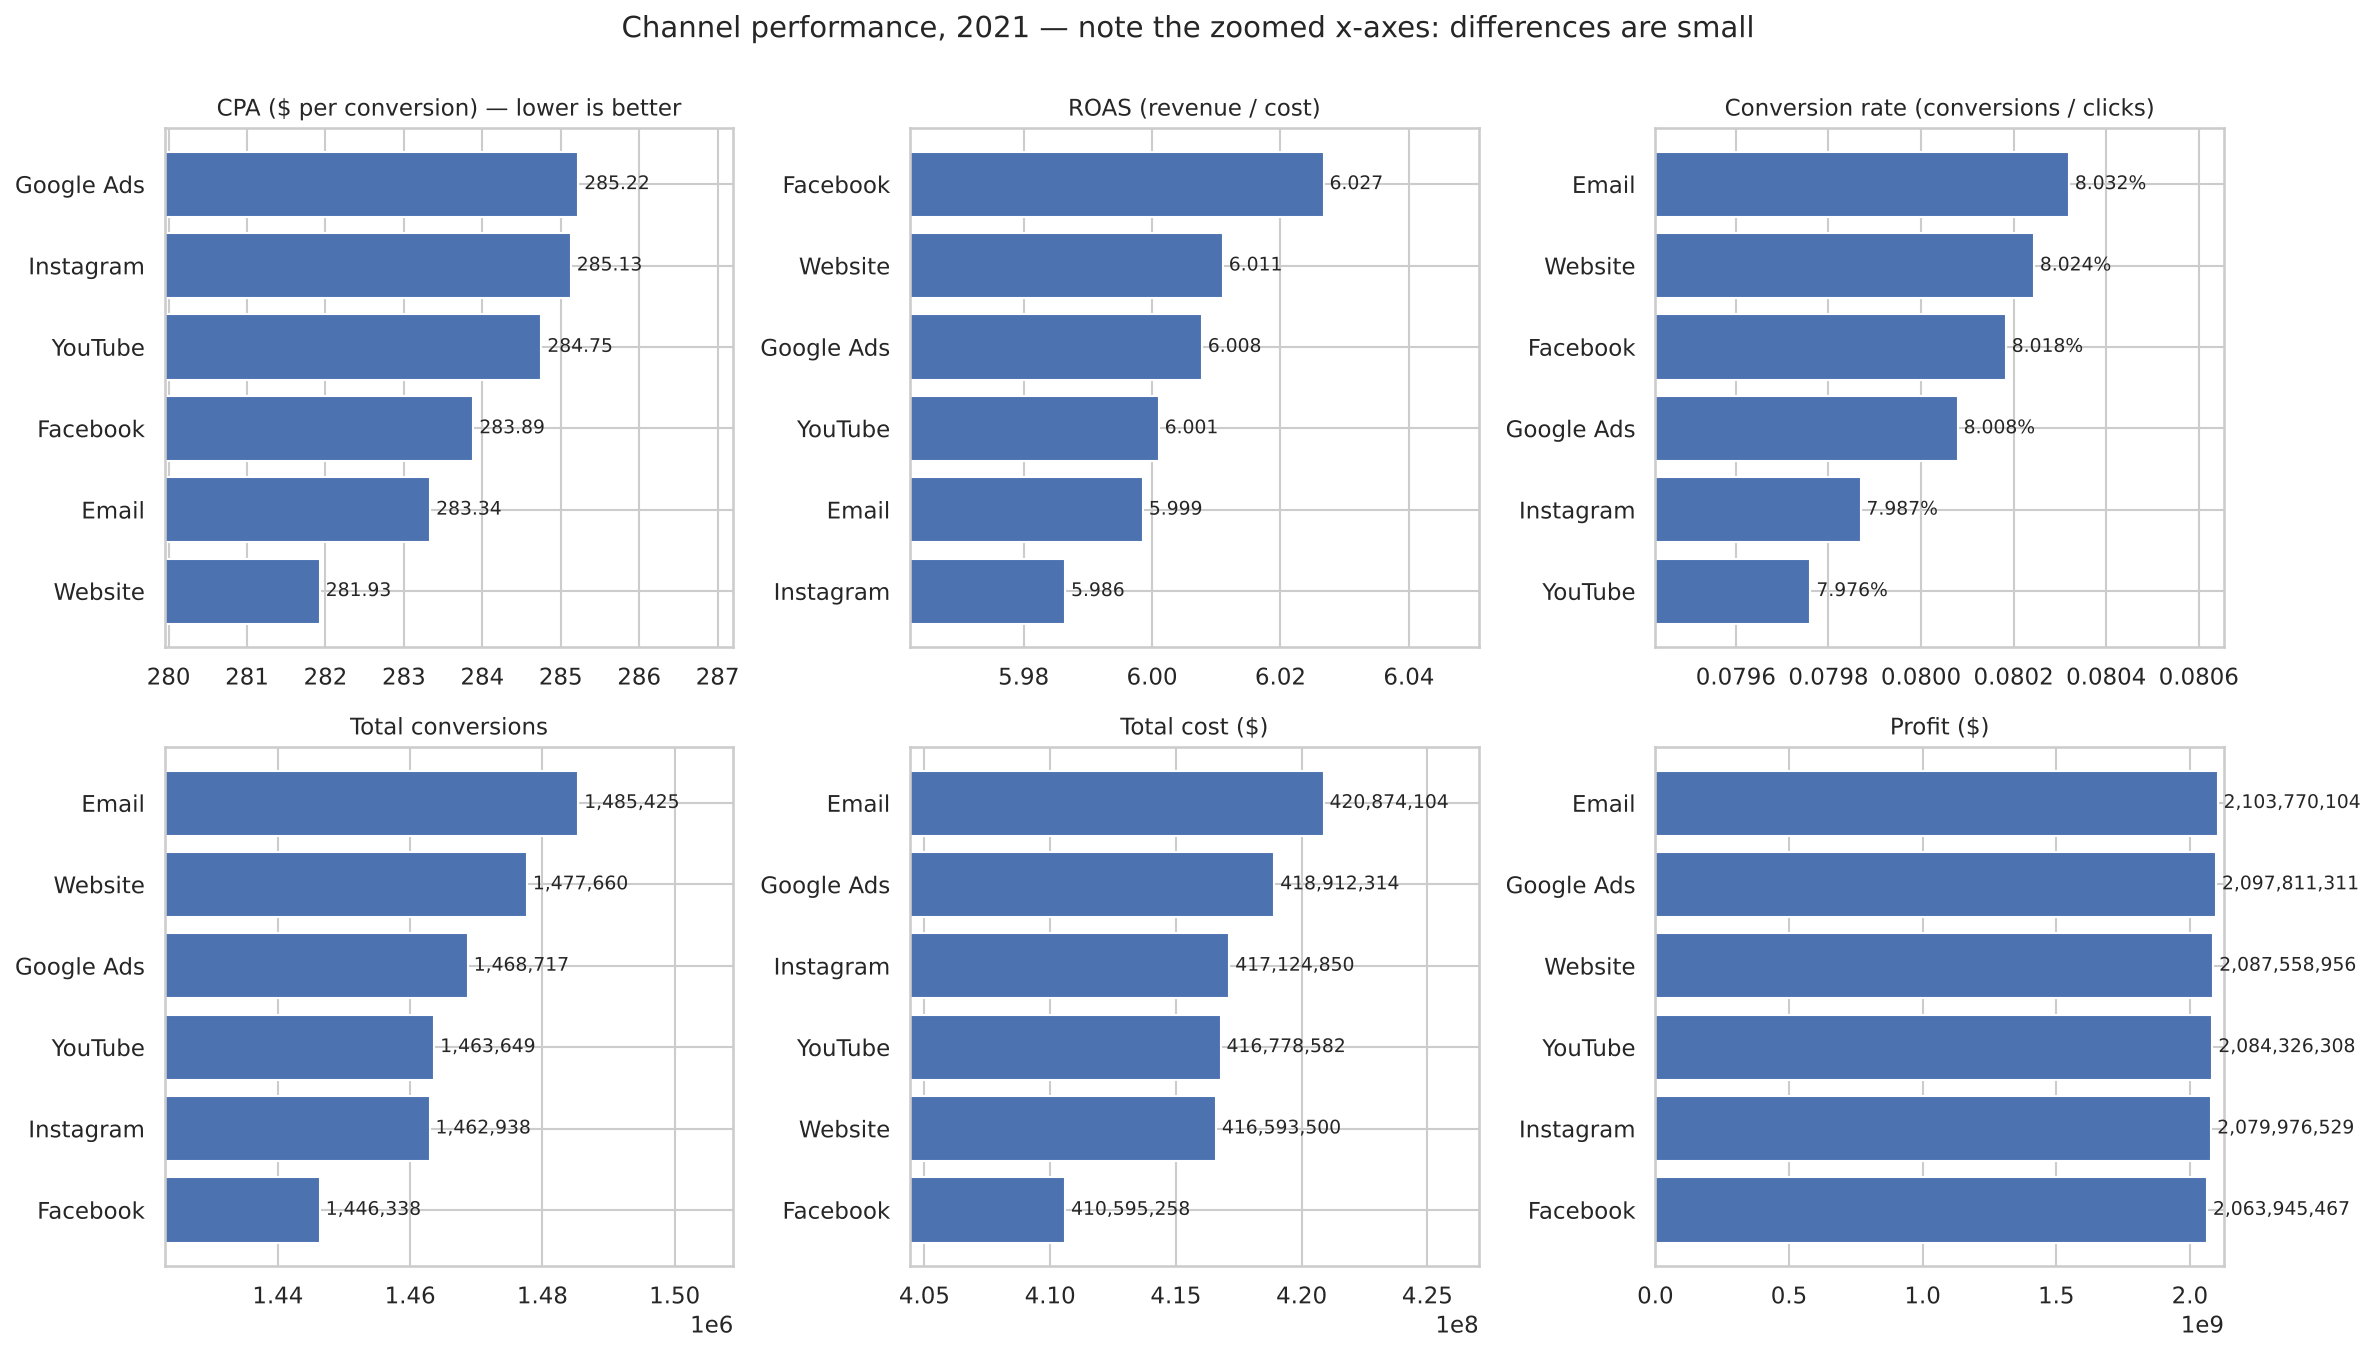 Channel performance, 2021 — note the zoomed x-axes: differences are small
CPA ($ per conversion) — lower is better
Google Ads 285.22
Instagram 285.13
YouTube 284.75
Facebook 283.89
Email 283.34
Website 281.93
280 281 282 283 284 285 286 287
ROAS (revenue / cost)
Facebook 6.027
Website 6.011
Google Ads 6.008
YouTube 6.001
Email 5.999
Instagram 5.986
5.98 6.00 6.02 6.04
Conversion rate (conversions / clicks)
Email 8.032%
Website 8.024%
Facebook 8.018%
Google Ads 8.008%
Instagram 7.987%
YouTube 7.976%
0.0796 0.0798 0.0800 0.0802 0.0804 0.0806
Total conversions
Email 1,485,425
Website 1,477,660
Google Ads 1,468,717
YouTube 1,463,649
Instagram 1,462,938
Facebook 1,446,338
1.44 1.46 1.48 1.50
1e6
Total cost ($)
Email 420,874,104
Google Ads 418,912,314
Instagram 417,124,850
YouTube 416,778,582
Website 416,593,500
Facebook 410,595,258
4.05 4.10 4.15 4.20 4.25
1e8
Profit ($)
Email 2,103,770,104
Google Ads 2,097,811,311
Website 2,087,558,956
YouTube 2,084,326,308
Instagram 2,079,976,529
Facebook 2,063,945,467
0.0 0.5 1.0 1.5 2.0
1e9